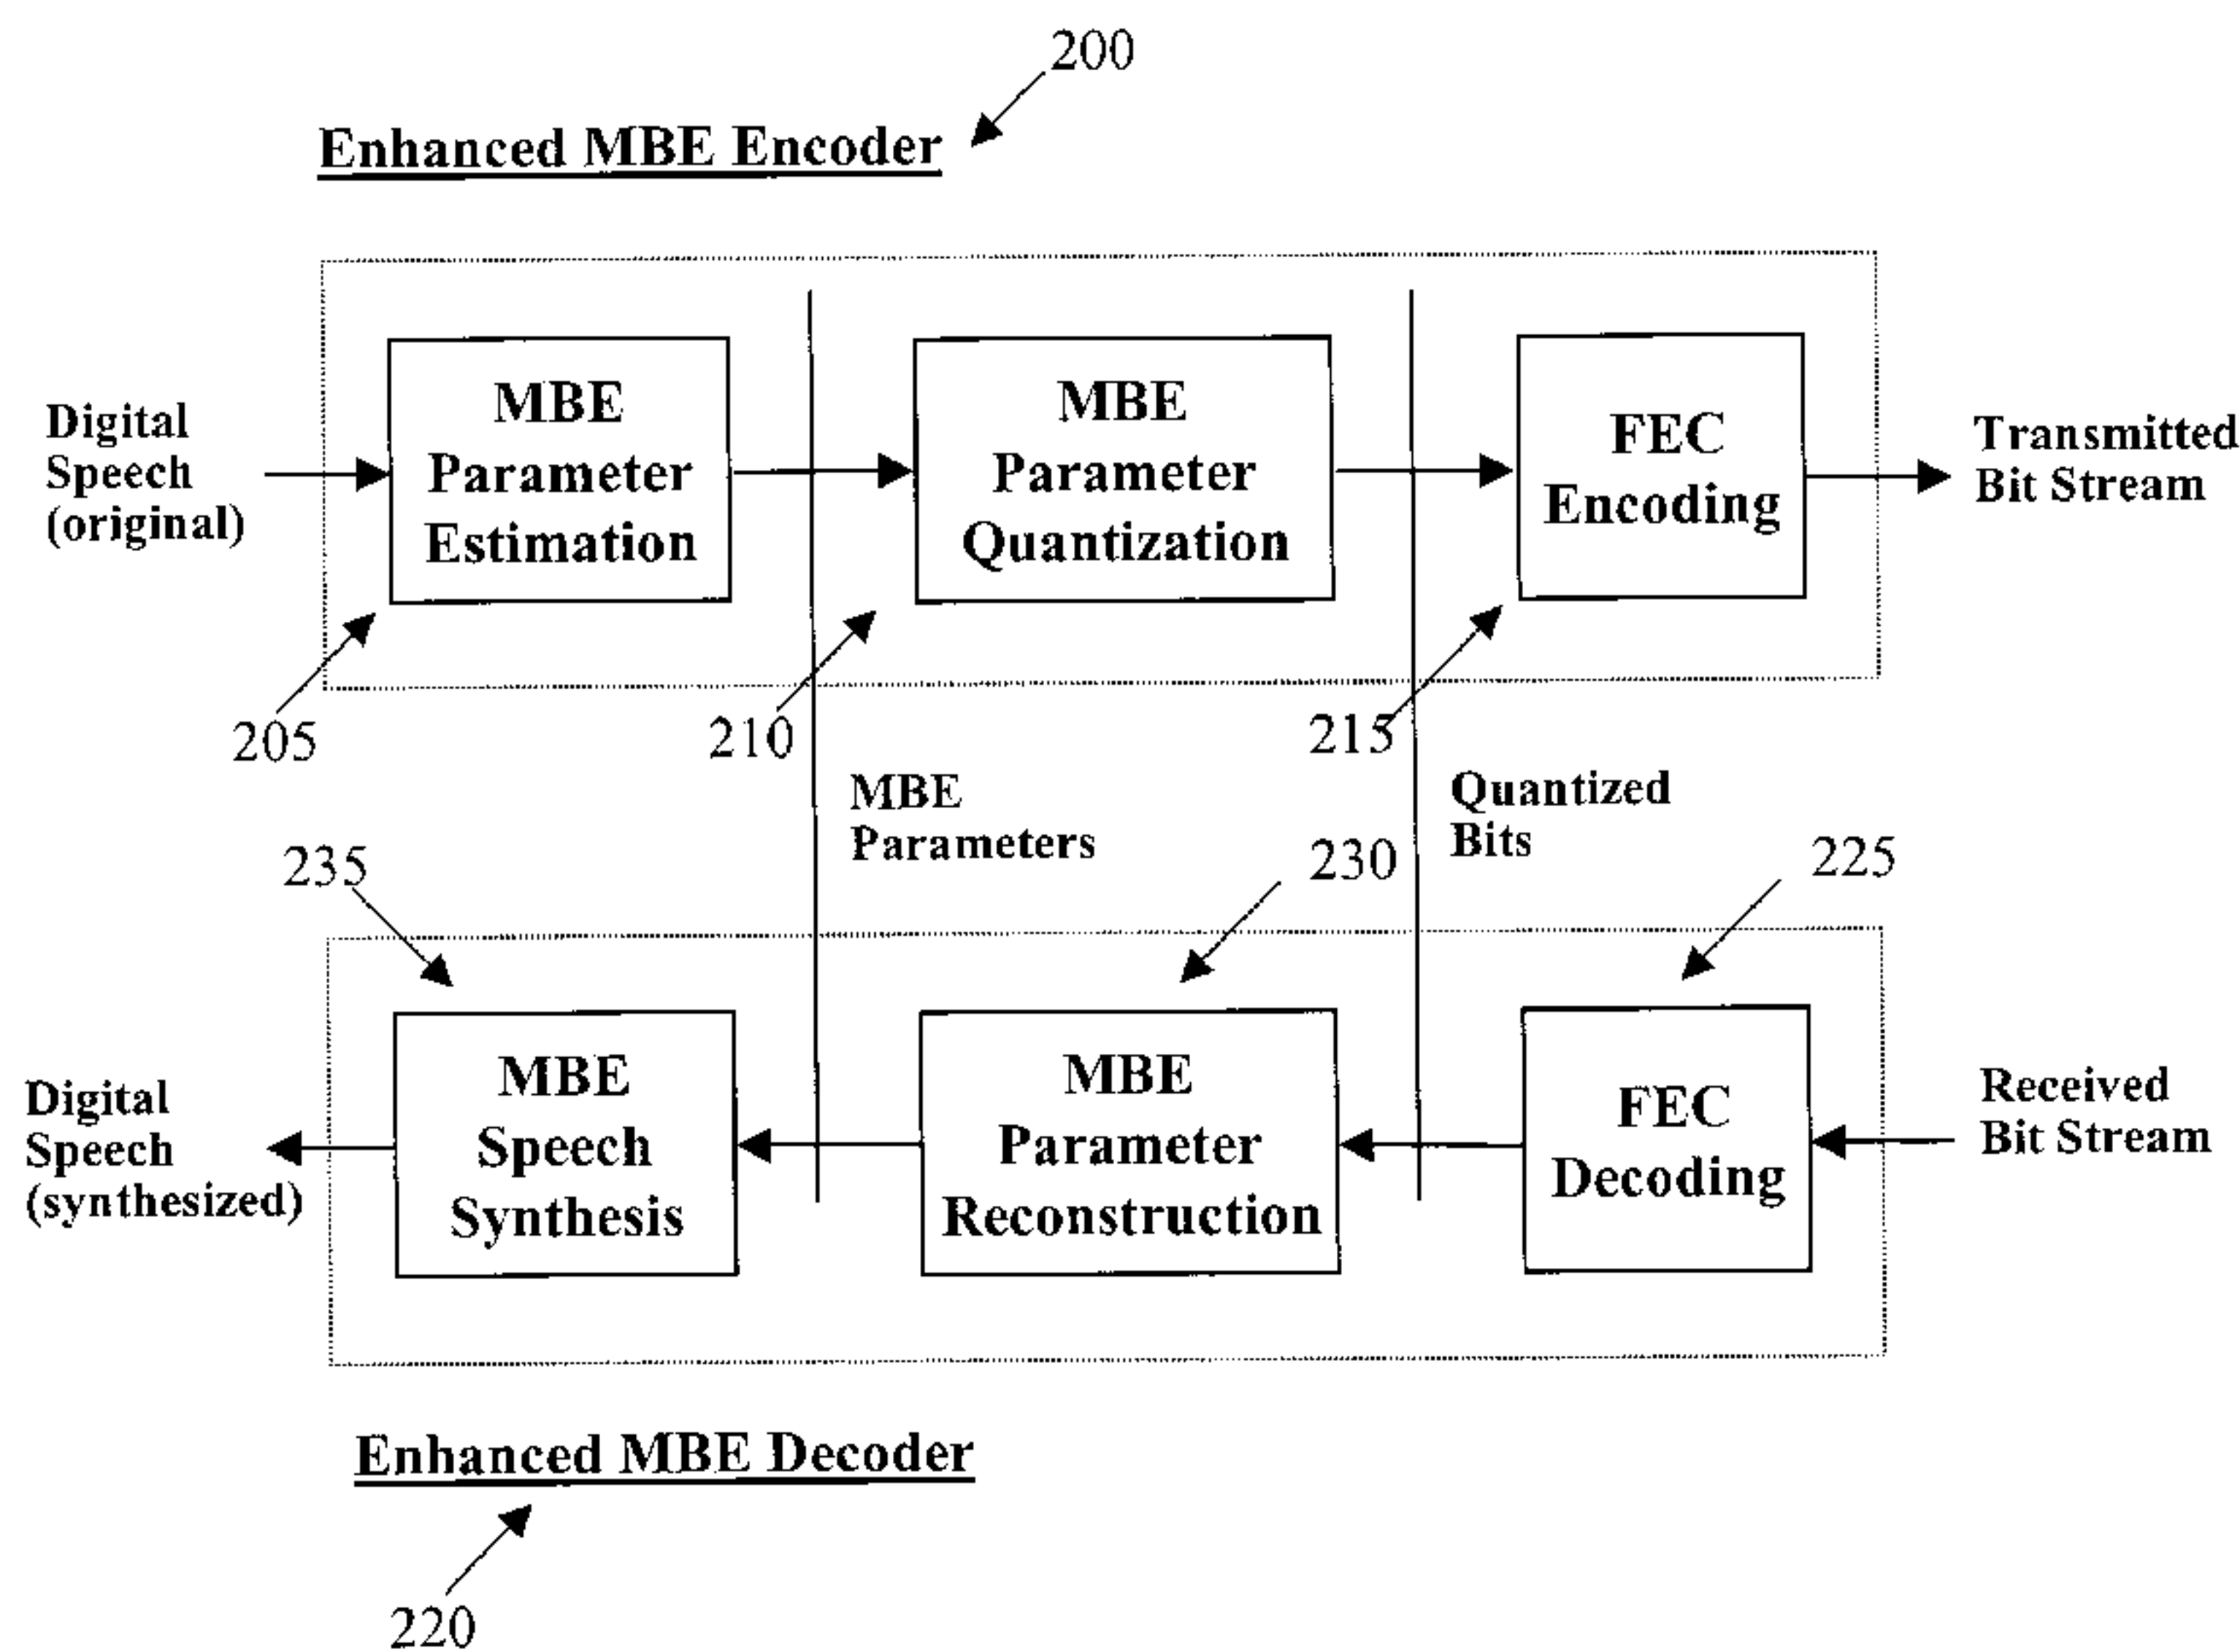 200
Enhanced MBE Encoder
Digital
Speech
(original)
MBE
Parameter
Estimation
MBE
Parameter
Quantization
FEC
Encoding
Transmitted
Bit Stream
205
210
215
MBE
Parameters
Quantized
Bits
235
230
225
Digital
Speech
(synthesized)
MBE
Speech
Synthesis
MBE
Parameter
Reconstruction
FEC
Decoding
Received
Bit Stream
Enhanced MBE Decoder
220